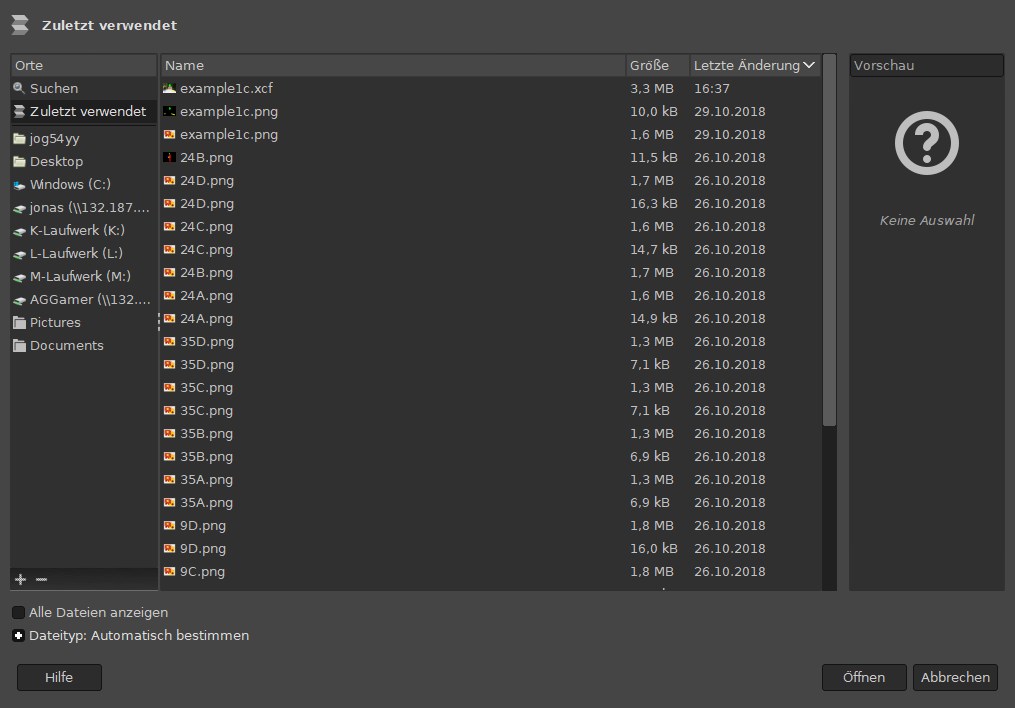 Zuletzt verwendet
Orte
Suchen
Zuletzt verwendet
jog54yy
Desktop
Windows (C:)
jonas (\\132.187....
K-Laufwerk (K:)
L-Laufwerk (L:)
M-Laufwerk (M:)
AGGamer (\\132....
Pictures
Documents
Name Größe Letzte Änderung
example1c.xcf 3,3 MB 16:37
example1c.png 10,0 kB 29.10.2018
example1c.png 1,6 MB 29.10.2018
24B.png 11,5 kB 26.10.2018
24D.png 1,7 MB 26.10.2018
24D.png 16,3 kB 26.10.2018
24C.png 1,6 MB 26.10.2018
24C.png 14,7 kB 26.10.2018
24B.png 1,7 MB 26.10.2018
24A.png 1,6 MB 26.10.2018
24A.png 14,9 kB 26.10.2018
35D.png 1,3 MB 26.10.2018
35D.png 7,1 kB 26.10.2018
35C.png 1,3 MB 26.10.2018
35C.png 7,1 kB 26.10.2018
35B.png 1,3 MB 26.10.2018
35B.png 6,9 kB 26.10.2018
35A.png 1,3 MB 26.10.2018
35A.png 6,9 kB 26.10.2018
9D.png 1,8 MB 26.10.2018
9D.png 16,0 kB 26.10.2018
9C.png 1,8 MB 26.10.2018
Vorschau
Keine Auswahl
Alle Dateien anzeigen
Dateityp: Automatisch bestimmen
Hilfe Öffnen Abbrechen